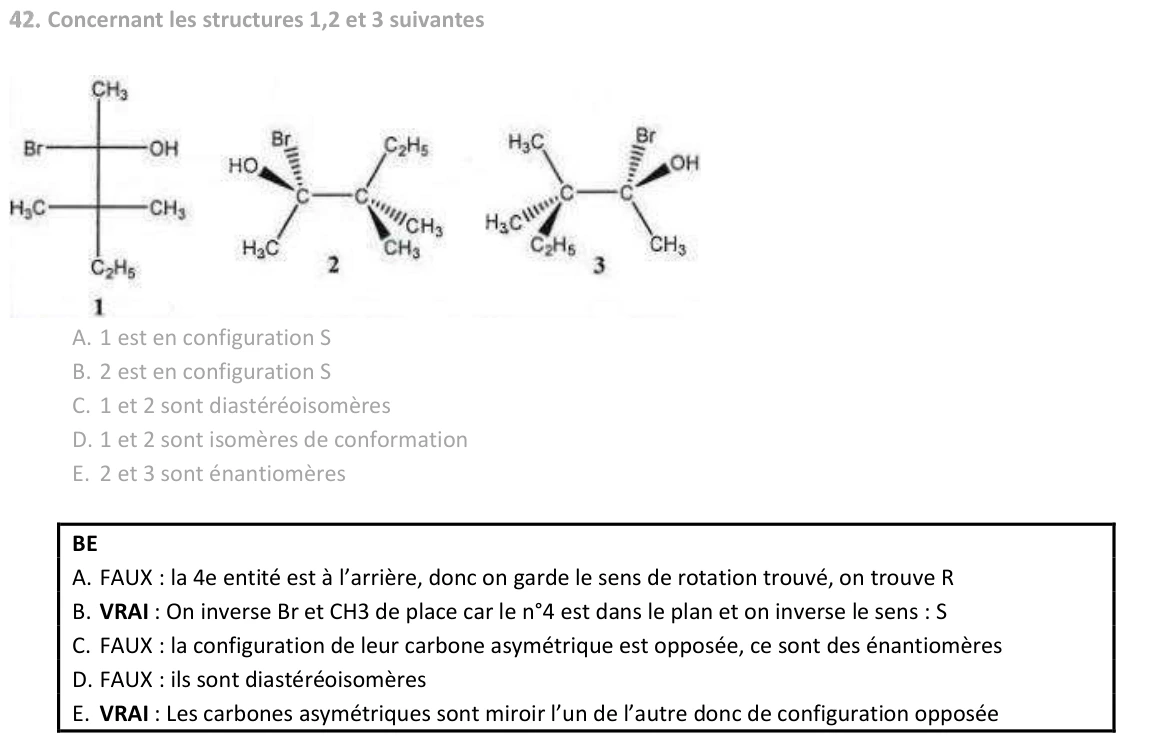 42. Concernant les structures 1,2 et 3 suivantes
CH₃
Br OH
H₃C CH₃
C₂H₅
1
Br
HO
C₂H₅
C C
CH₃
H₃C
CH₃
2
H₃C
Br
OH
C C
H₃C
C₂H₅
CH₃
3
A. 1 est en configuration S
B. 2 est en configuration S
C. 1 et 2 sont diastéréoisomères
D. 1 et 2 sont isomères de conformation
E. 2 et 3 sont énantiomères
BE
A. FAUX : la 4e entité est à l’arrière, donc on garde le sens de rotation trouvé, on trouve R
B. VRAI : On inverse Br et CH3 de place car le n°4 est dans le plan et on inverse le sens : S
C. FAUX : la configuration de leur carbone asymétrique est opposée, ce sont des énantiomères
D. FAUX : ils sont diastéréoisomères
E. VRAI : Les carbones asymétriques sont miroir l’un de l’autre donc de configuration opposée